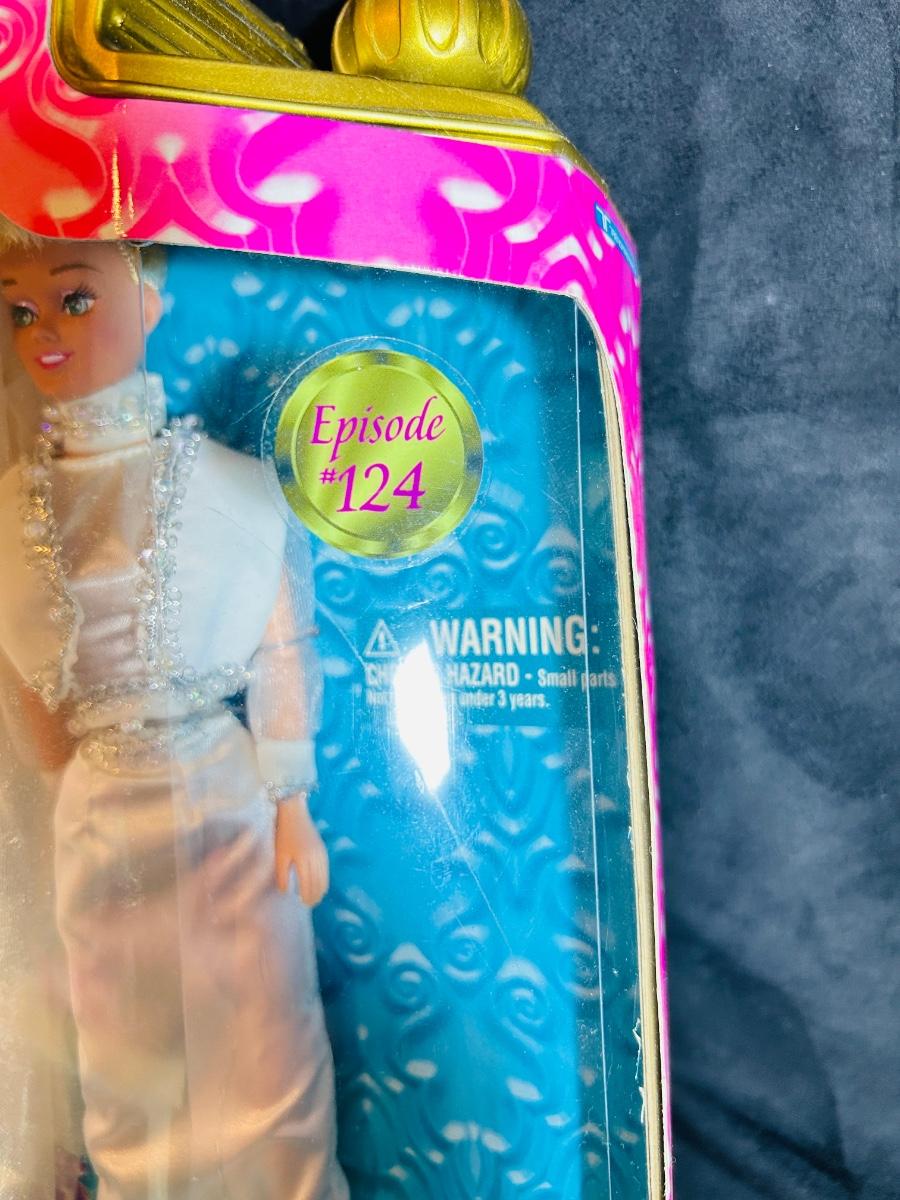 Episode
#124
WARNING:
HAZARD • Small parts
under 3 years.